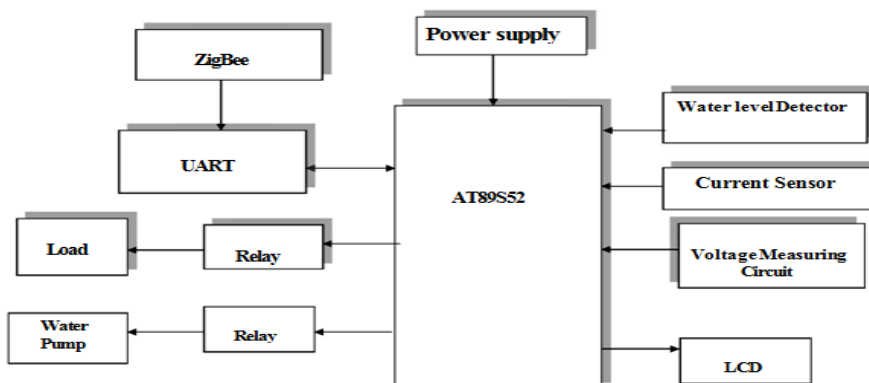 ZigBee
Power supply
Water level Detector
UART
Current Sensor
AT89S52
Load
Relay
Voltage Measuring
Circuit
Water
Pump
Relay
LCD